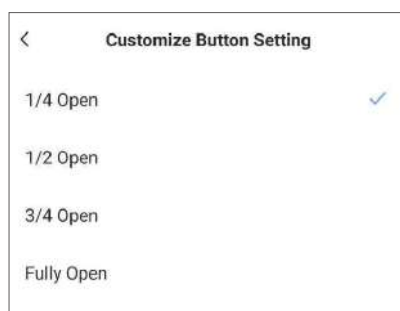 Customize Button Setting
1/4 Open
1/2 Open
3/4 Open
Fully Open